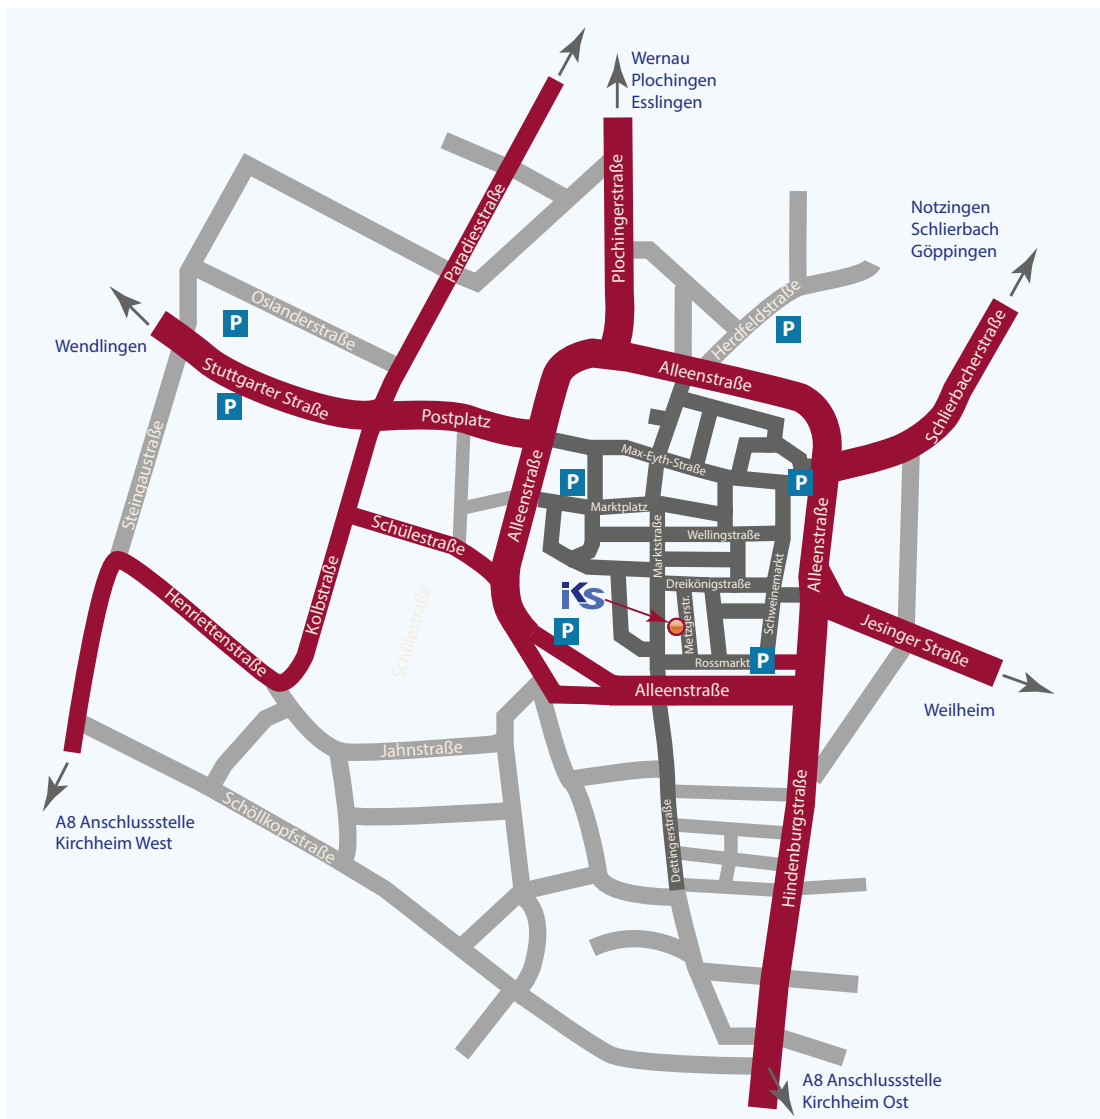 Wernau
Plochingen
Esslingen
Paradiesstraße
Plochingerstraße
Notzingen
Schlierbach
Göppingen
Osianderstraße
Herdfeldstraße
P
P
Wendlingen
Stuttgarter Straße
P
Postplatz
Alleenstraße
Schlierbacherstraße
Steingaustraße
Max-Eyth-Straße
Alleenstraße
P
P
Marktplatz
Schülestraße
Marktstraße
Wellingstraße
Alleenstraße
Dreikönigstraße
Schweinemarkt
Henriettenstraße
Kolbstraße
Schülestraße
iKS
P
Metzgerstr.
Jesinger Straße
Rossmarkt
P
Alleenstraße
Weilheim
Jahnstraße
A8 Anschlussstelle
Kirchheim West
Schöllkopfstraße
Dettingerstraße
Hindenburgstraße
A8 Anschlussstelle
Kirchheim Ost